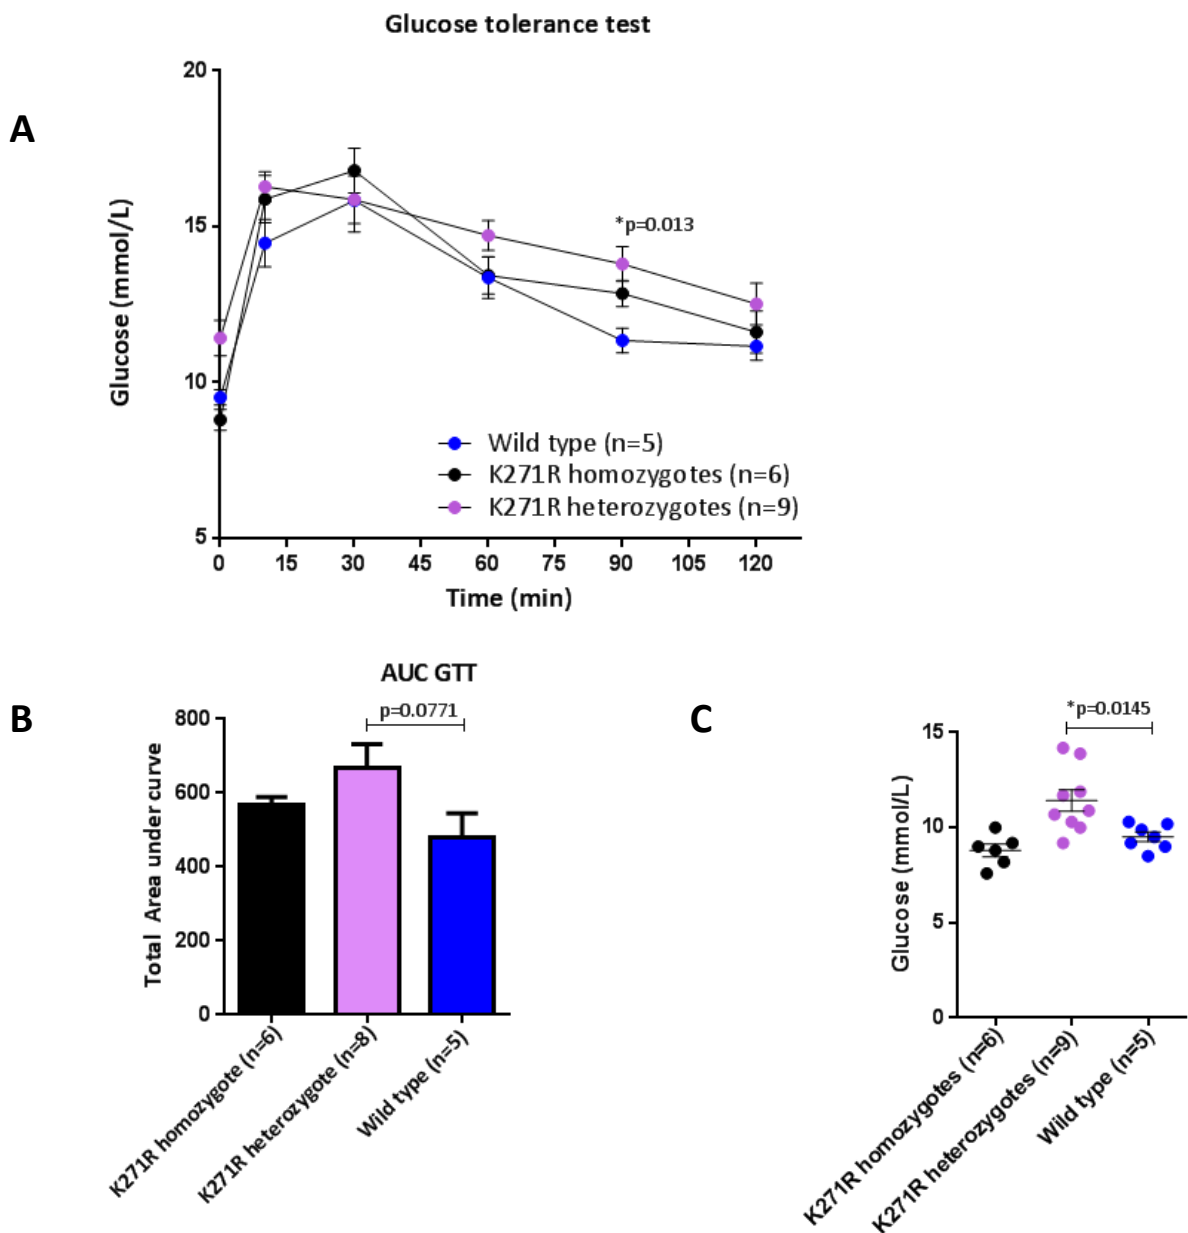 Glucose tolerance test
A
20
15
10
5
Glucose (mmol/L)
*p=0.013
Wild type (n=5)
K271R homozygotes (n=6)
K271R heterozygotes (n=9)
0 15 30 45 60 75 90 105 120
Time (min)
B
AUC GTT
p=0.0771
800
600
400
200
0
Total Area under curve
K271R homozygote (n=6)
K271R heterozygote (n=8)
Wild type (n=5)
C
*p=0.0145
15
10
5
0
Glucose (mmol/L)
K271R homozygotes (n=6)
K271R heterozygotes (n=9)
Wild type (n=5)